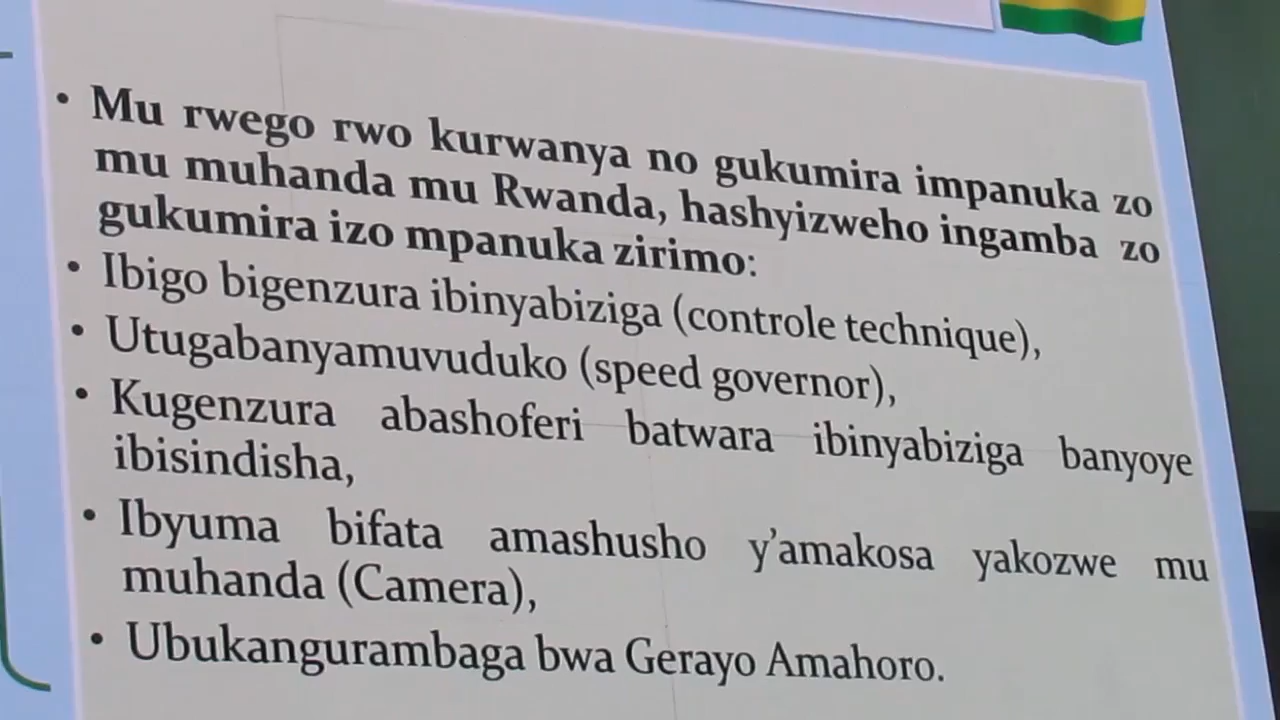 • Mu rwego rwo kurwanya no gukumira impanuka zo
mu muhanda mu Rwanda, hashyizweho ingamba zo
gukumira izo mpanuka zirimo:
• Ibigo bigenzura ibinyabiziga (controle technique),
• Utugabanyamuvuduko (speed governor),
• Kugenzura abashoferi batwara ibinyabiziga banyoye
ibisindisha,
• Ibyuma bifata amashusho y’amakosa yakozwe mu
muhanda (Camera),
• Ubukangurambaga bwa Gerayo Amahoro.